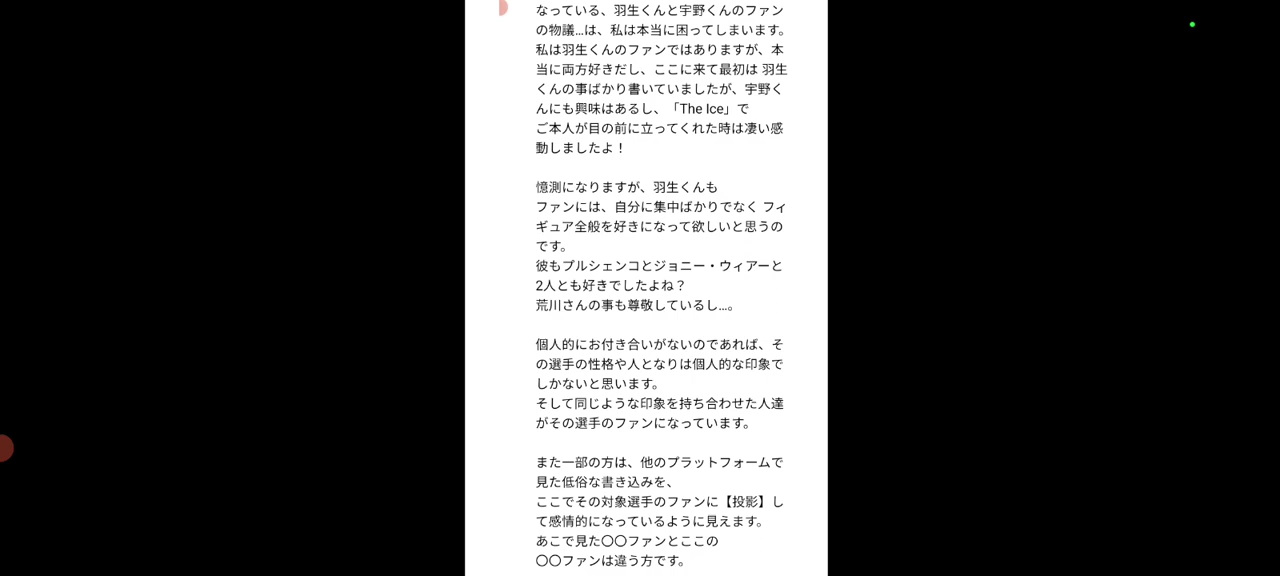 なっている、羽生くんと宇野くんのファン
の物議…は、私は本当に困ってしまいます。
私は羽生くんのファンではありますが、本
当に両方好きだし、ここに来て最初は 羽生
くんの事ばかり書いていましたが、宇野く
んにも興味はあるし、「The Ice」で
ご本人が目の前に立ってくれた時は凄い感
動しましたよ！
憶測になりますが、羽生くんも
ファンには、自分に集中ばかりでなく フィ
ギュア全般を好きになって欲しいと思うの
です。
彼もプルシェンコとジョニー・ウィアーと
2人とも好きでしたよね？
荒川さんの事も尊敬しているし…。
個人的にお付き合いがないのであれば、そ
の選手の性格や人となりは個人的な印象で
しかないと思います。
そして同じような印象を持ち合わせた人達
がその選手のファンになっています。
また一部の方は、他のプラットフォームで
見た低俗な書き込みを、
ここでその対象選手のファンに【投影】し
て感情的になっているように見えます。
あこで見た〇〇ファンとここの
〇〇ファンは違う方です。